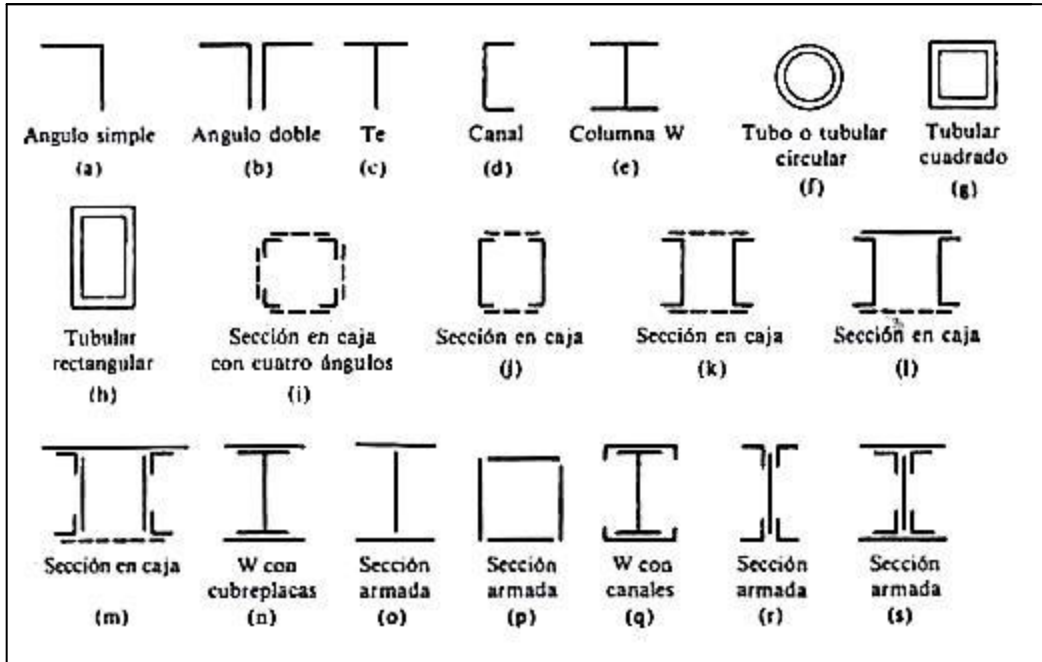 Angulo simple
(a)
Angulo doble
(b)
Te
(c)
Canal
(d)
Columna W
(e)
Tubo o tubular
circular
(f)
Tubular
cuadrado
(g)
Tubular
rectangular
(h)
Sección en caja
con cuatro ángulos
(i)
Sección en caja
(j)
Sección en caja
(k)
Sección en caja
(l)
Sección en caja
(m)
W con
cubreplacas
(n)
Sección
armada
(o)
Sección
armada
(p)
W con
canales
(q)
Sección
armada
(r)
Sección
armada
(s)